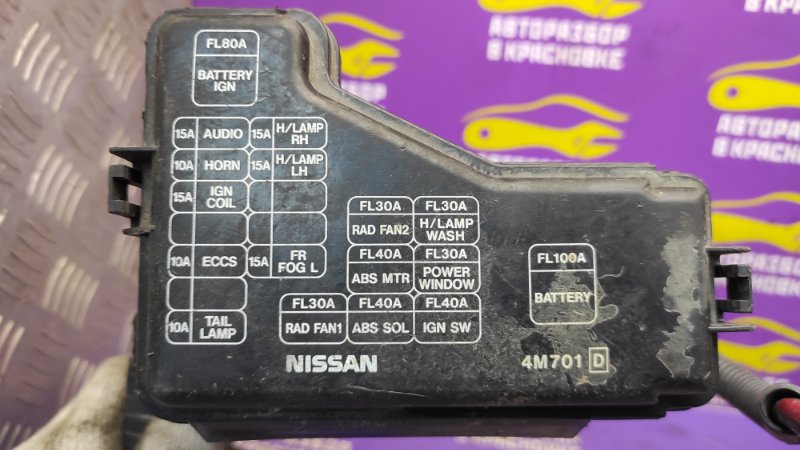 FL80A
BATTERY
IGN
15A AUDIO 15A H/LAMP RH
10A HORN 15A H/LAMP LH
15A IGN COIL
10A ECCS 15A FR FOG L
10A TAIL LAMP
FL30A FL30A
RAD FAN2 H/LAMP WASH
FL40A FL30A
ABS MTR POWER WINDOW
FL30A FL40A FL40A
RAD FAN1 ABS SOL IGN SW
FL100A
BATTERY
NISSAN
4M701 D
АВТОРАЗБОР
В КРАСНОВКЕ
АВТОРАЗБОР
В КРАСНОВКЕ